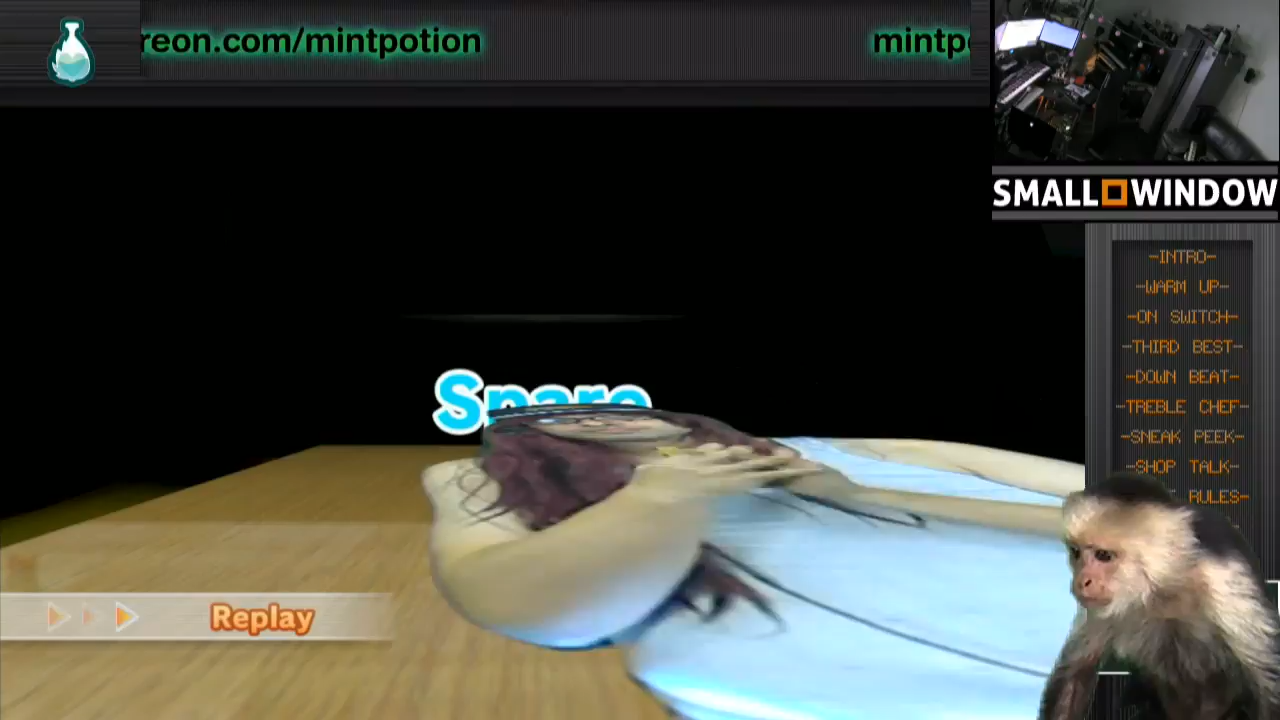 reon.com/mintpotion
mintp
SMALL WINDOW
-INTRO-
-WARM UP-
-ON SWITCH-
-THIRD BEST-
-DOWN BEAT-
-TREBLE CHEF-
-SNEAK PEEK-
-SHOP TALK-
RULES-
Spare
Replay